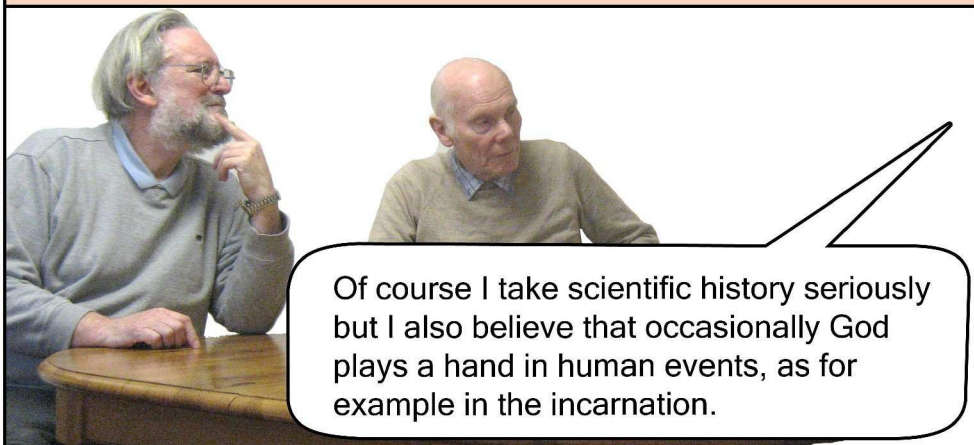 Of course I take scientific history seriously
but I also believe that occasionally God
plays a hand in human events, as for
example in the incarnation.